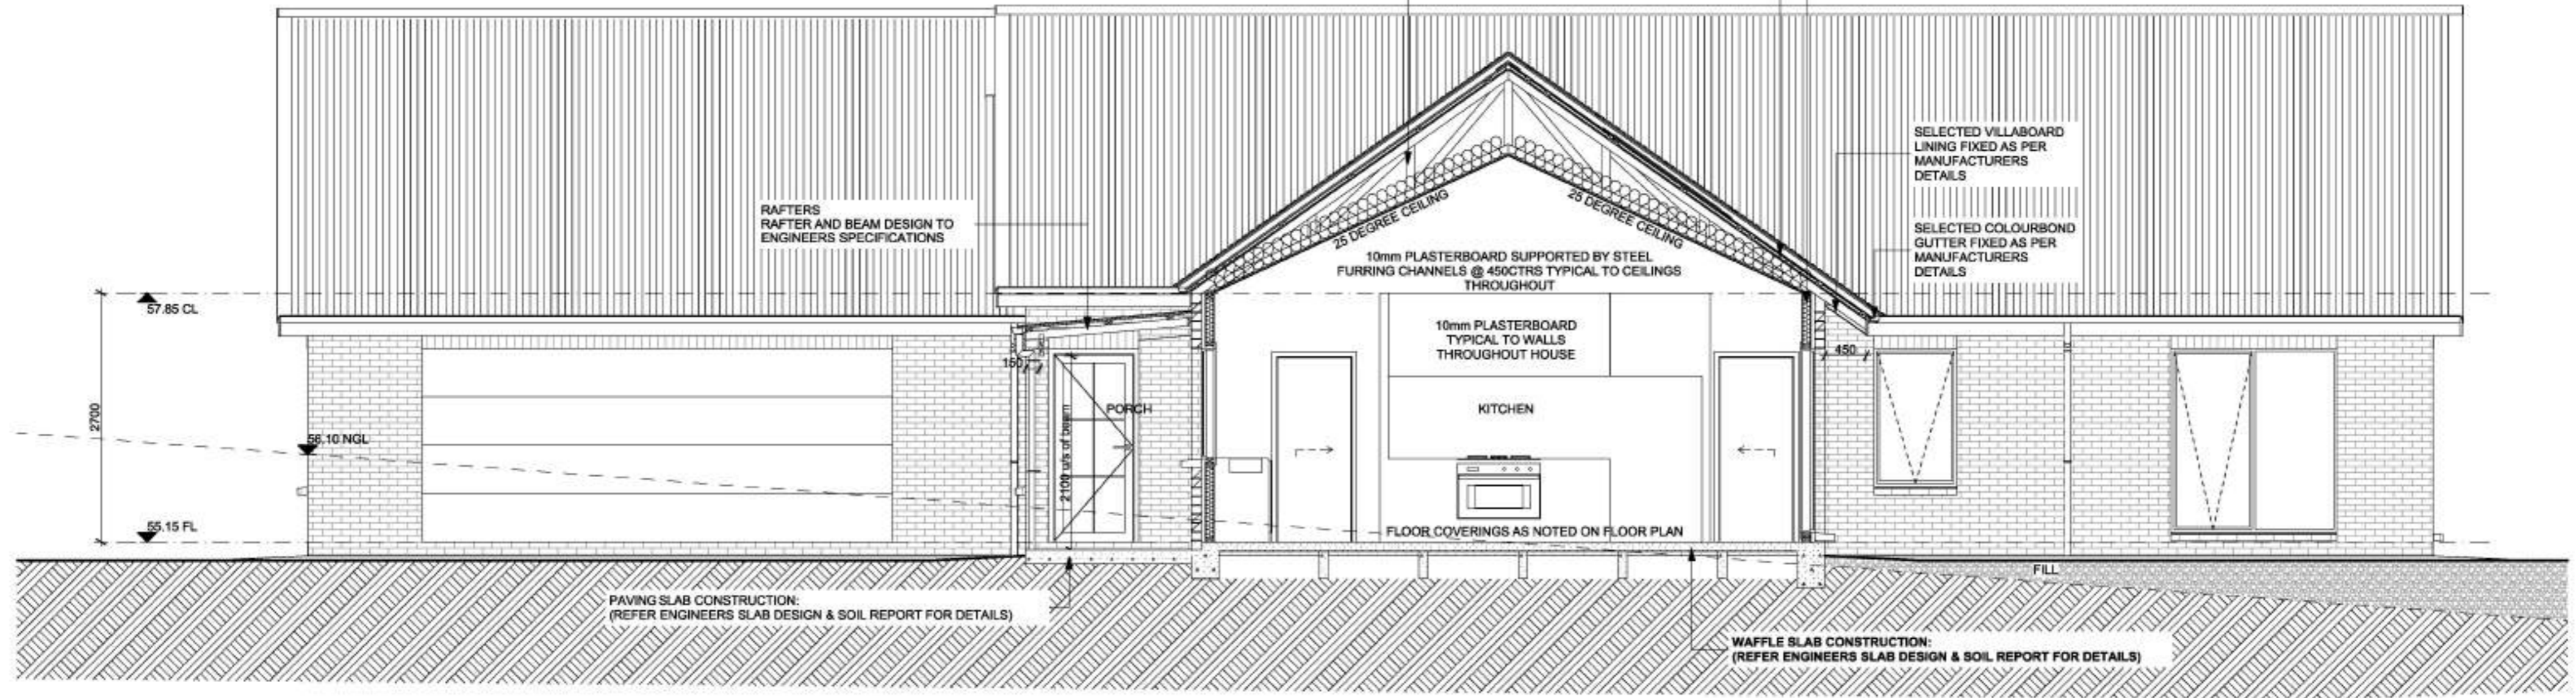 SELECTED VILLABOARD
LINING FIXED AS PER
MANUFACTURERS
DETAILS
RAFTERS
RAFTER AND BEAM DESIGN TO
ENGINEERS SPECIFICATIONS
25 DEGREE CEILING
25 DEGREE CEILING
SELECTED COLOURBOND
GUTTER FIXED AS PER
MANUFACTURERS
DETAILS
10mm PLASTERBOARD SUPPORTED BY STEEL
FURRING CHANNELS @ 450CTRS TYPICAL TO CEILINGS
THROUGHOUT
57.85 CL
10mm PLASTERBOARD
TYPICAL TO WALLS
THROUGHOUT HOUSE
150
450
2700
PORCH
KITCHEN
56.10 NGL
2100 u/s of beam
55.15 FL
FLOOR COVERINGS AS NOTED ON FLOOR PLAN
FILL
PAVING SLAB CONSTRUCTION:
(REFER ENGINEERS SLAB DESIGN & SOIL REPORT FOR DETAILS)
WAFFLE SLAB CONSTRUCTION:
(REFER ENGINEERS SLAB DESIGN & SOIL REPORT FOR DETAILS)